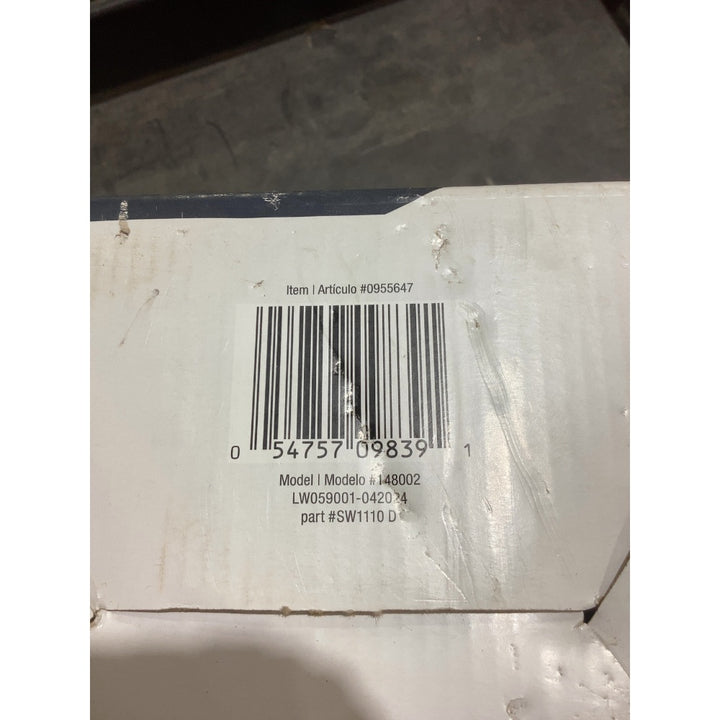 Item | Artículo #0955647
0 54757 09839 1
Model | Modelo #148002
LW059001-042024
part #SW1110 D